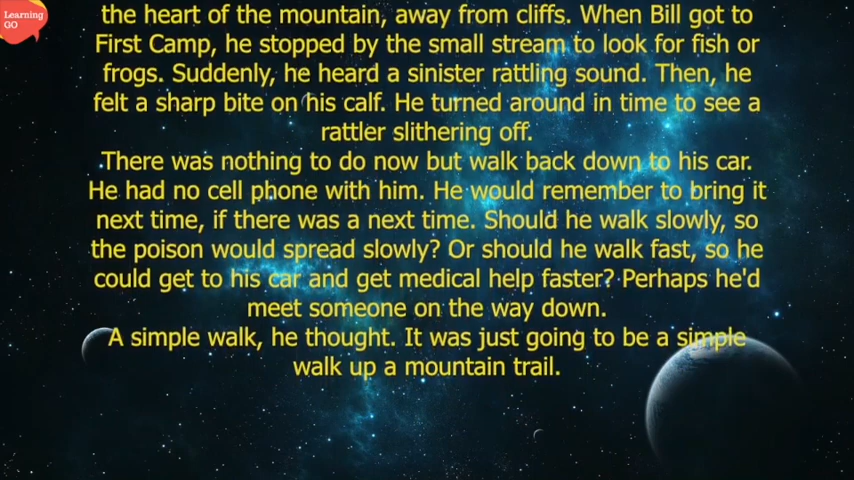 Learning
GO
the heart of the mountain, away from cliffs. When Bill got to
First Camp, he stopped by the small stream to look for fish or
frogs. Suddenly, he heard a sinister rattling sound. Then, he
felt a sharp bite on his calf. He turned around in time to see a
rattler slithering off.
There was nothing to do now but walk back down to his car.
He had no cell phone with him. He would remember to bring it
next time, if there was a next time. Should he walk slowly, so
the poison would spread slowly? Or should he walk fast, so he
could get to his car and get medical help faster? Perhaps he'd
meet someone on the way down.
A simple walk, he thought. It was just going to be a simple
walk up a mountain trail.